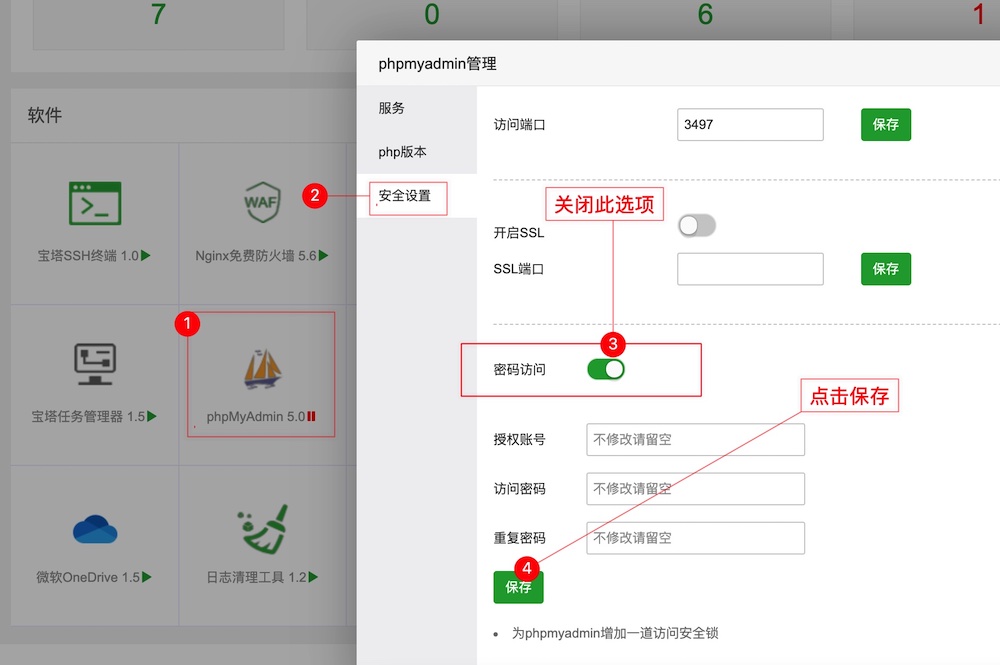 7
0
6
1
软件
宝塔SSH终端 1.0
WAF
Nginx免费防火墙 5.6
宝塔任务管理器 1.5
phpMyAdmin 5.0
微软OneDrive 1.5
日志清理工具 1.2
1
2
phpmyadmin管理
服务
php版本
安全设置
访问端口
3497
保存
关闭此选项
开启SSL
SSL端口
保存
3
密码访问
点击保存
授权账号
不修改请留空
访问密码
不修改请留空
重复密码
不修改请留空
4
保存
• 为phpmyadmin增加一道访问安全锁